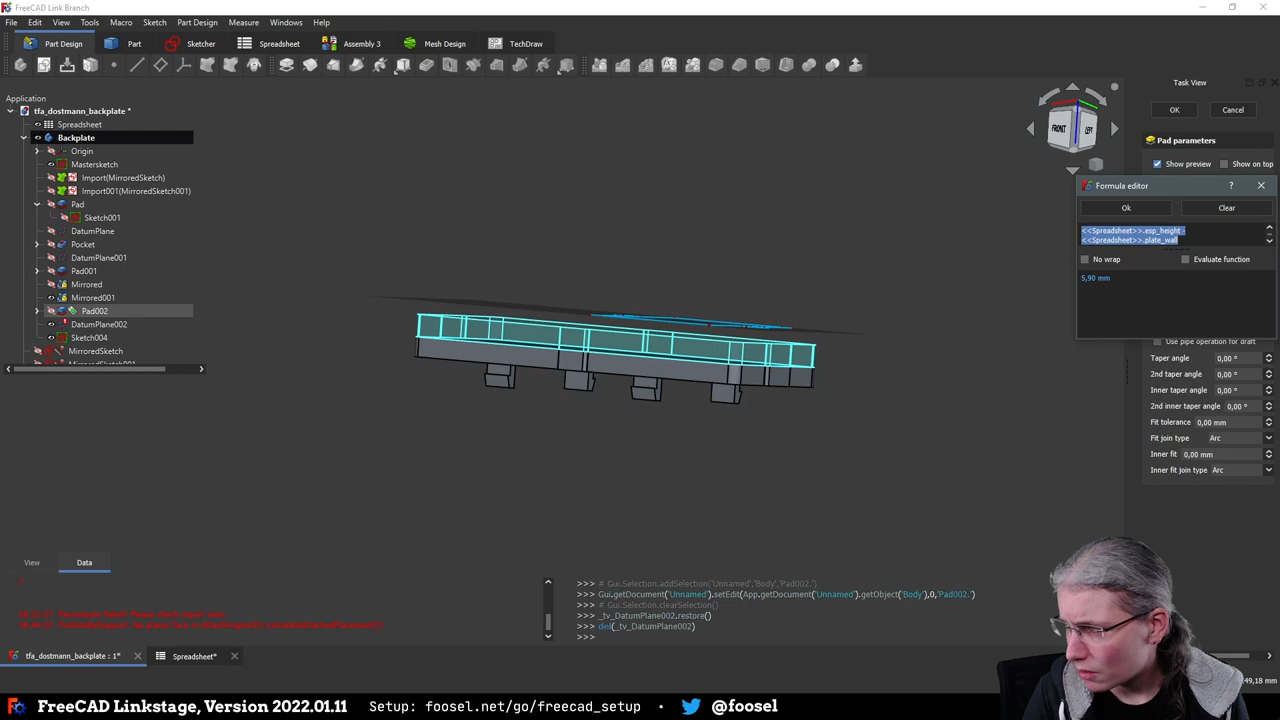 FreeCAD Link Branch
File Edit View Tools Macro Sketch Part Design Measure Windows Help
Part Design Part Sketcher Spreadsheet Assembly 3 Mesh Design TechDraw
Application
tfa_dostmann_backplate *
Spreadsheet
Backplate
Origin
Mastersketch
Import(MirroredSketch)
Import001(MirroredSketch001)
Pad
Sketch001
DatumPlane
Pocket
DatumPlane001
Pad001
Mirrored
Mirrored001
Pad002
DatumPlane002
Sketch004
MirroredSketch
MirroredSketch001
FRONT LEFT
Task View
OK Cancel
Pad parameters
Show preview Show on top
Formula editor
Ok Clear
<<Spreadsheet>>.esp_height -
<<Spreadsheet>>.plate_wall
No wrap Evaluate function
5,90 mm
Use pipe operation for draft
Taper angle 0,00 °
2nd taper angle 0,00 °
Inner taper angle 0,00 °
2nd inner taper angle 0,00 °
Fit tolerance 0,00 mm
Fit join type Arc
Inner fit 0,00 mm
Inner fit join type Arc
View Data
>>> # Gui.Selection.addSelection('Unnamed','Body','Pad002.')
>>> Gui.getDocument('Unnamed').setEdit(App.getDocument('Unnamed').getObject('Body'),0,'Pad002.')
>>> # Gui.Selection.clearSelection()
>>> _tv_DatumPlane002.restore()
>>> del(_tv_DatumPlane002)
>>>
tfa_dostmann_backplate : 1* Spreadsheet*
49,18 mm
FreeCAD Linkstage, Version 2022.01.11 Setup: foosel.net/go/freecad_setup • @foosel